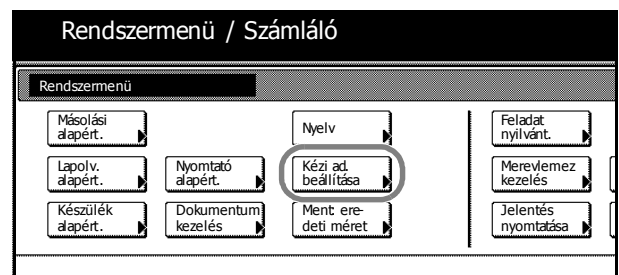 Rendszermenü / Számláló
Rendszermenü
Másolási
alapért.
Nyelv
Feladat
nyilvánt.
Lapolv.
alapért.
Nyomtató
alapért.
Kézi ad.
beállítása
Merevlemez
kezelés
Készülék
alapért.
Dokumentum
kezelés
Ment. ere-
deti méret
Jelentés
nyomtatása